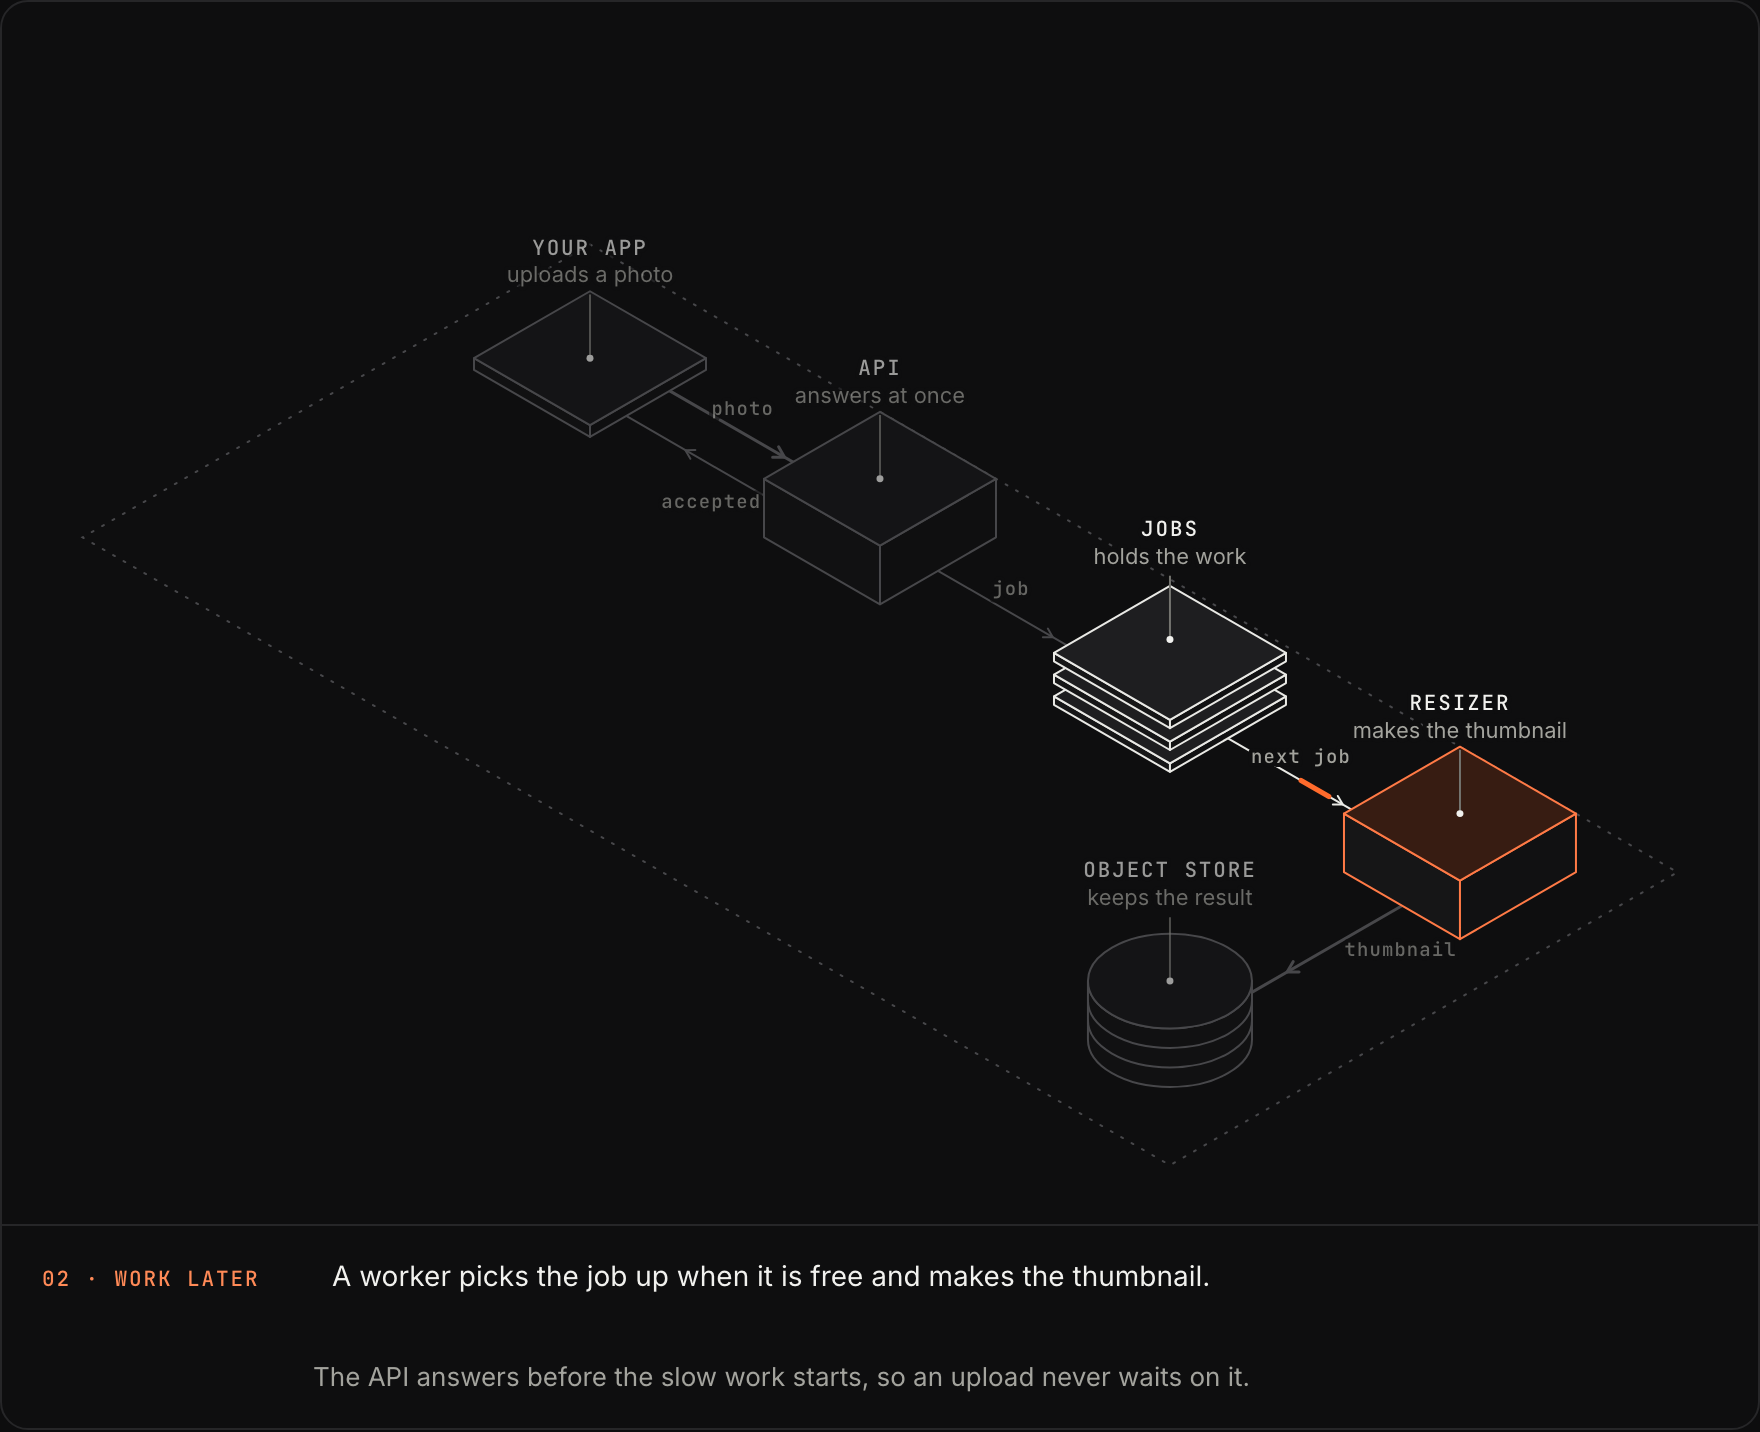 YOUR APP
uploads a photo
API
answers at once
photo
accepted
JOBS
holds the work
job
RESIZER
makes the thumbnail
next job
OBJECT STORE
keeps the result
thumbnail
02 · WORK LATER
A worker picks the job up when it is free and makes the thumbnail.
The API answers before the slow work starts, so an upload never waits on it.